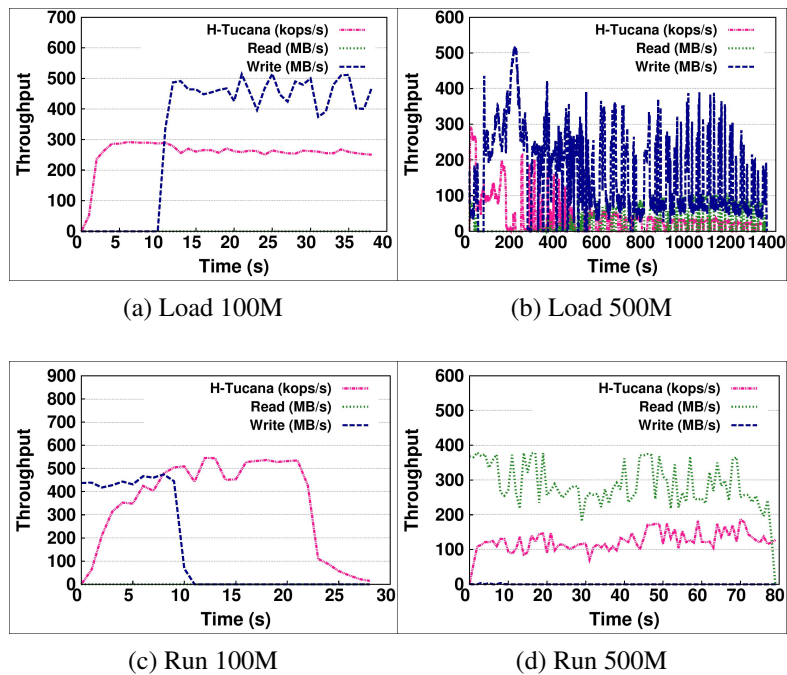 700
600
500
400
300
200
100
0
Throughput
H-Tucana (kops/s)
Read (MB/s)
Write (MB/s)
0 5 10 15 20 25 30 35 40
Time (s)
(a) Load 100M
600
500
400
300
200
100
0
Throughput
H-Tucana (kops/s)
Read (MB/s)
Write (MB/s)
0 200 400 600 800 1000 1200 1400
Time (s)
(b) Load 500M
900
800
700
600
500
400
300
200
100
0
Throughput
H-Tucana (kops/s)
Read (MB/s)
Write (MB/s)
0 5 10 15 20 25 30
Time (s)
(c) Run 100M
600
500
400
300
200
100
0
Throughput
H-Tucana (kops/s)
Read (MB/s)
Write (MB/s)
0 10 20 30 40 50 60 70 80
Time (s)
(d) Run 500M